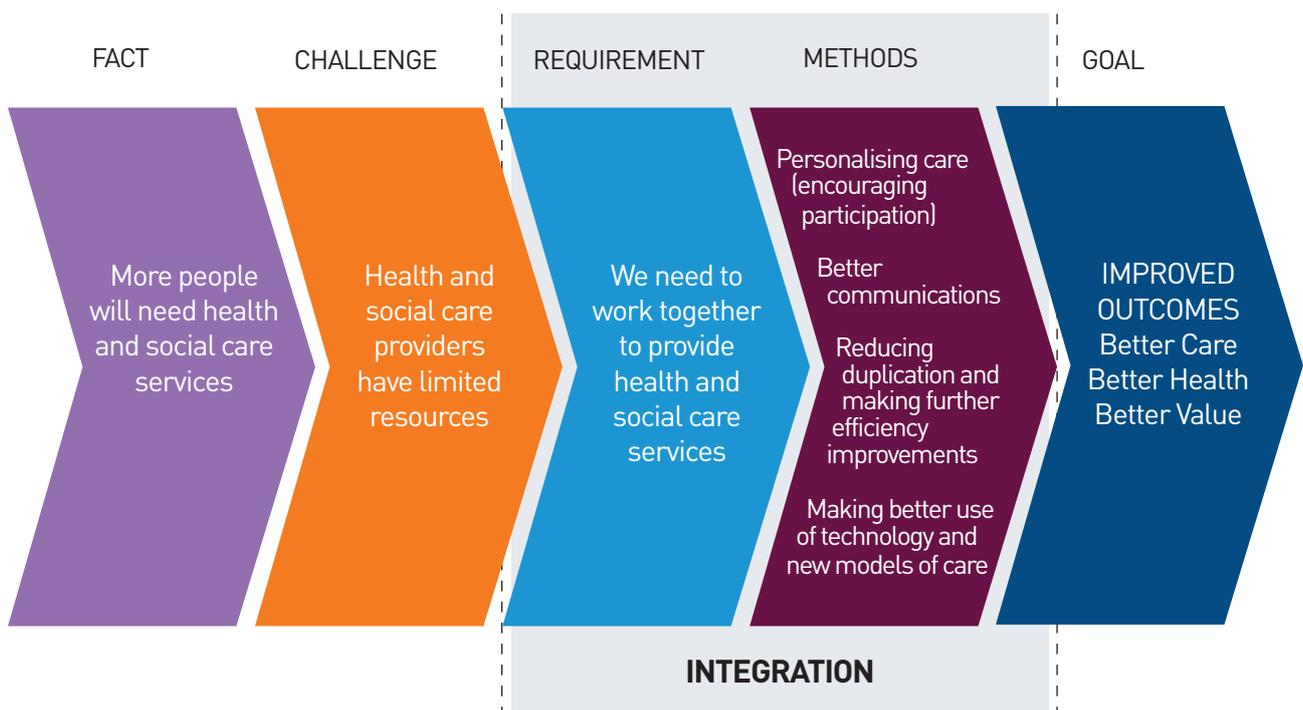 FACT
CHALLENGE
REQUIREMENT
METHODS
GOAL
More people
will need health
and social care
services
Health and
social care
providers
have limited
resources
We need to
work together
to provide
health and
social care
services
Personalising care
(encouraging
participation)
Better
communications
Reducing
duplication and
making further
efficiency
improvements
Making better use
of technology and
new models of care
IMPROVED
OUTCOMES
Better Care
Better Health
Better Value
INTEGRATION